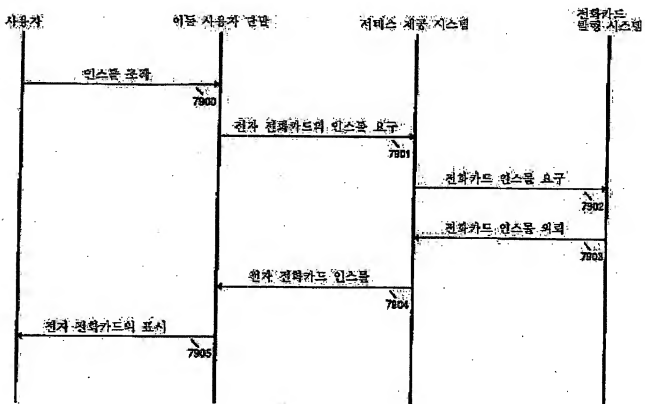 사용자
이동 사용자 단말
서비스 제공 시스템
전화카드
발행 시스템
인스톨 조작
7900
전자 전화카드의 인스톨 요구
7901
전화카드 인스톨 요구
7902
전화카드 인스톨 의뢰
7903
전자 전화카드 인스톨
7904
전자 전화카드의 표시
7905